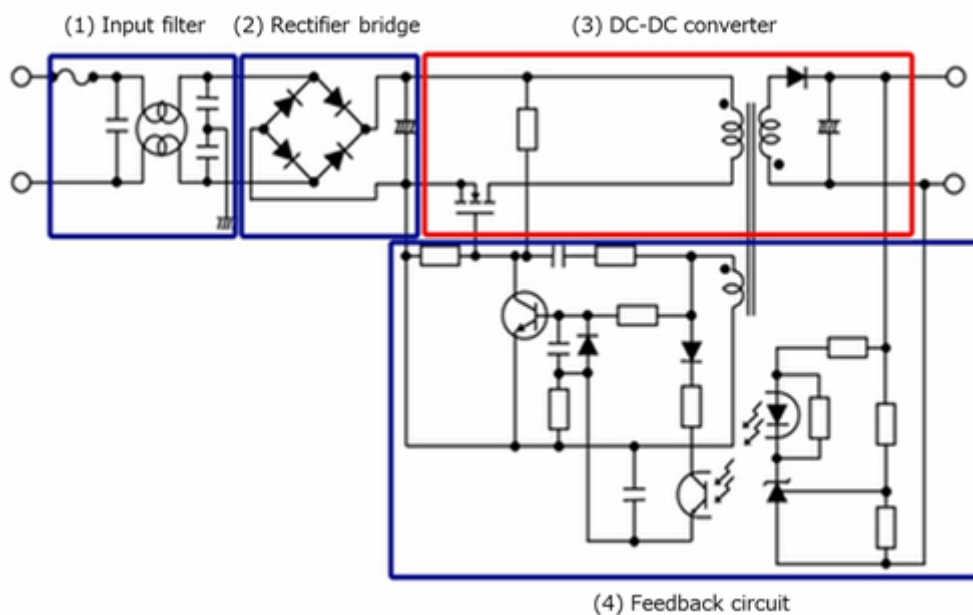 (1) Input filter
(2) Rectifier bridge
(3) DC-DC converter
(4) Feedback circuit